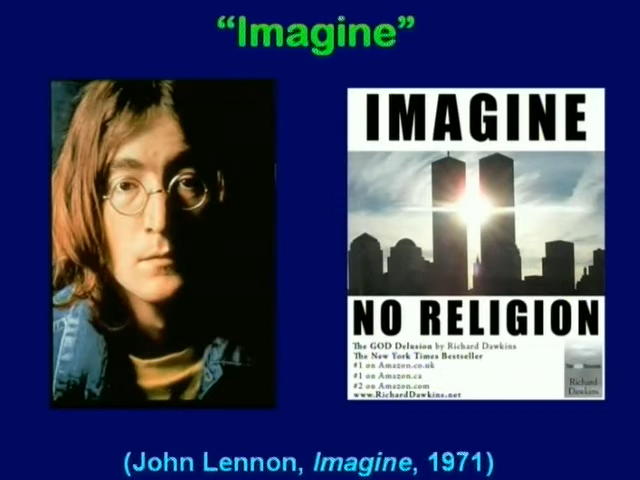 “Imagine”
IMAGINE
NO RELIGION
The GOD Delusion by Richard Dawkins
The New York Times Bestseller
#1 on Amazon.co.uk
#1 on Amazon.ca
#2 on Amazon.com
www.RichardDawkins.net
Richard
Dawkins
(John Lennon, Imagine, 1971)